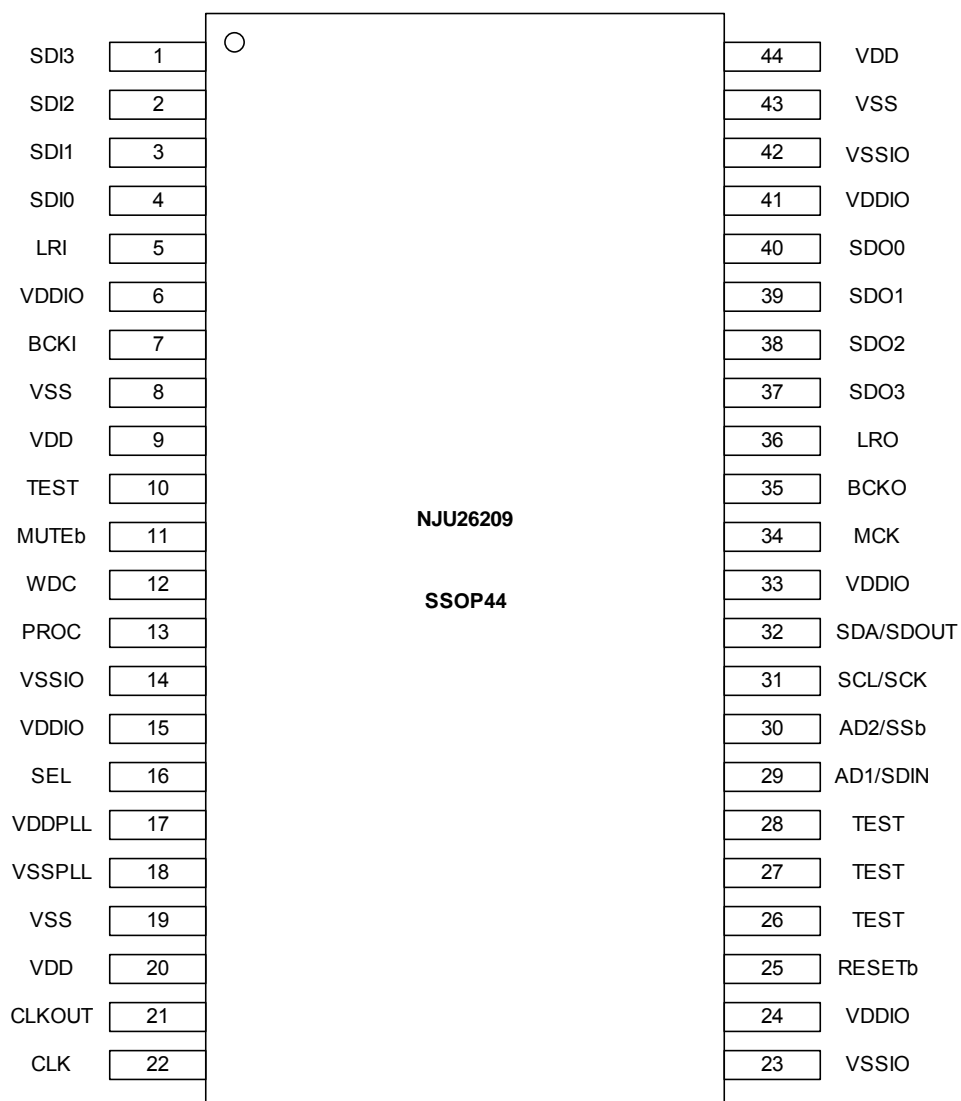 SDI3 1 44 VDD
SDI2 2 43 VSS
SDI1 3 42 VSSIO
SDI0 4 41 VDDIO
LRI 5 40 SDO0
VDDIO 6 39 SDO1
BCKI 7 38 SDO2
VSS 8 37 SDO3
VDD 9 36 LRO
TEST 10 35 BCKO
NJU26209
MUTEb 11 34 MCK
WDC 12 33 VDDIO
SSOP44
PROC 13 32 SDA/SDOUT
VSSIO 14 31 SCL/SCK
VDDIO 15 30 AD2/SSb
SEL 16 29 AD1/SDIN
VDDPLL 17 28 TEST
VSSPLL 18 27 TEST
VSS 19 26 TEST
VDD 20 25 RESETb
CLKOUT 21 24 VDDIO
CLK 22 23 VSSIO